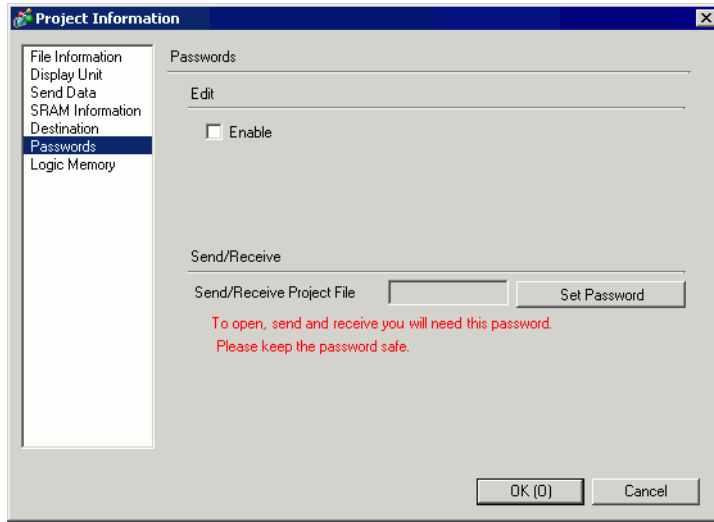 Project Information
File Information
Display Unit
Send Data
SRAM Information
Destination
Passwords
Logic Memory
Passwords
Edit
Enable
Send/Receive
Send/Receive Project File
Set Password
To open, send and receive you will need this password.
Please keep the password safe.
OK (O)
Cancel